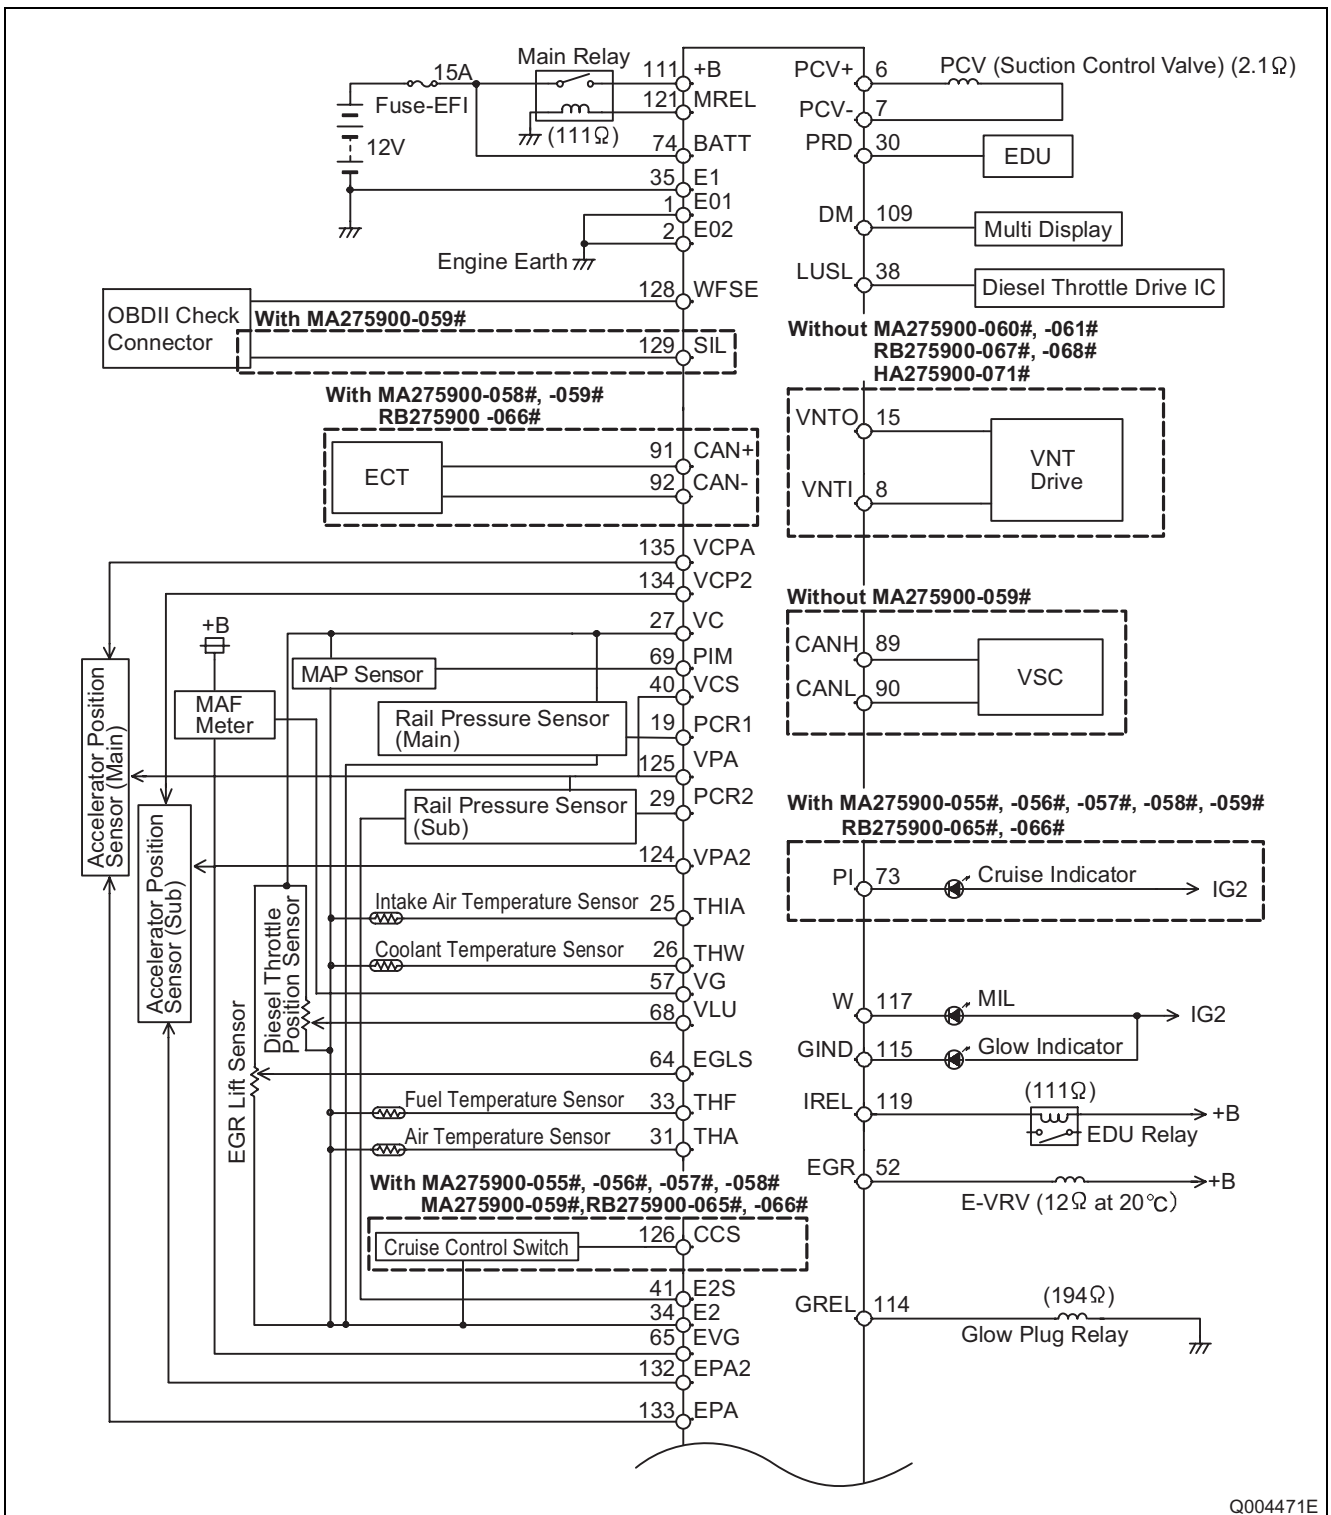 Main Relay
15A
Fuse-EFI
(111Ω)
12V
111 +B
121 MREL
74 BATT
35 E1
1 E01
2 E02
Engine Earth
128 WFSE
OBDII Check
Connector
With MA275900-059#
129 SIL
With MA275900-058#, -059#
RB275900 -066#
ECT
91 CAN+
92 CAN-
135 VCPA
134 VCP2
27 VC
+B
MAP Sensor
69 PIM
40 VCS
MAF
Meter
Rail Pressure Sensor
(Main)
19 PCR1
125 VPA
Rail Pressure Sensor
(Sub)
29 PCR2
124 VPA2
Accelerator Position
Sensor (Main)
Accelerator Position
Sensor (Sub)
Diesel Throttle
Position Sensor
EGR Lift Sensor
Intake Air Temperature Sensor 25 THIA
Coolant Temperature Sensor 26 THW
57 VG
68 VLU
64 EGLS
Fuel Temperature Sensor 33 THF
Air Temperature Sensor 31 THA
With MA275900-055#, -056#, -057#, -058#
MA275900-059#,RB275900-065#, -066#
Cruise Control Switch
126 CCS
41 E2S
34 E2
65 EVG
132 EPA2
133 EPA
PCV+ 6
PCV (Suction Control Valve) (2.1Ω)
PCV- 7
PRD 30
EDU
DM 109
Multi Display
LUSL 38
Diesel Throttle Drive IC
Without MA275900-060#, -061#
RB275900-067#, -068#
HA275900-071#
VNTO 15
VNTI 8
VNT
Drive
Without MA275900-059#
CANH 89
CANL 90
VSC
With MA275900-055#, -056#, -057#, -058#, -059#
RB275900-065#, -066#
PI 73
Cruise Indicator
IG2
W 117
MIL
IG2
GIND 115
Glow Indicator
IREL 119
(111Ω)
+B
EDU Relay
EGR 52
+B
E-VRV (12Ω at 20°C)
GREL 114
(194Ω)
Glow Plug Relay
Q004471E